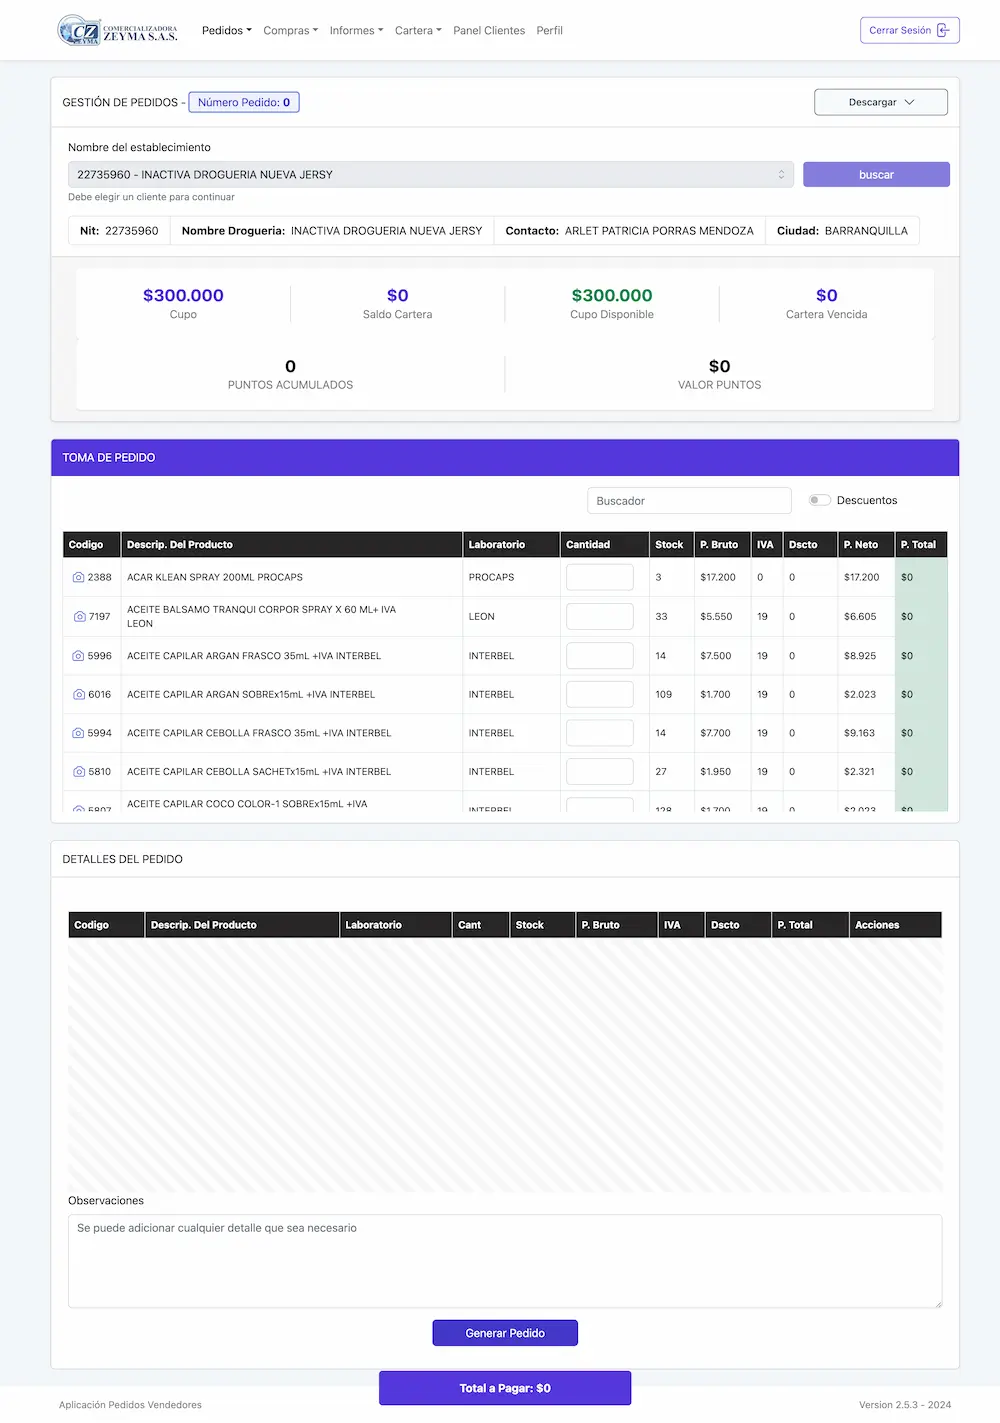 CZ
ZEYMA
COMERCIALIZADORA
ZEYMA S.A.S.
Pedidos Compras Informes Cartera Panel Clientes Perfil
Cerrar Sesión
GESTIÓN DE PEDIDOS - Número Pedido: 0
Descargar
Nombre del establecimiento
22735960 - INACTIVA DROGUERIA NUEVA JERSY
buscar
Debe elegir un cliente para continuar
Nit: 22735960 Nombre Drogueria: INACTIVA DROGUERIA NUEVA JERSY Contacto: ARLET PATRICIA PORRAS MENDOZA Ciudad: BARRANQUILLA
$300.000 $0 $300.000 $0
Cupo Saldo Cartera Cupo Disponible Cartera Vencida
0 $0
PUNTOS ACUMULADOS VALOR PUNTOS
TOMA DE PEDIDO
Buscador Descuentos
Codigo Descrip. Del Producto Laboratorio Cantidad Stock P. Bruto IVA Dscto P. Neto P. Total
2388 ACAR KLEAN SPRAY 200ML PROCAPS PROCAPS 3 $17.200 0 0 $17.200 $0
7197 ACEITE BALSAMO TRANQUI CORPOR SPRAY X 60 ML+ IVA
LEON LEON 33 $5.550 19 0 $6.605 $0
5996 ACEITE CAPILAR ARGAN FRASCO 35mL +IVA INTERBEL INTERBEL 14 $7.500 19 0 $8.925 $0
6016 ACEITE CAPILAR ARGAN SOBREx15mL +IVA INTERBEL INTERBEL 109 $1.700 19 0 $2.023 $0
5994 ACEITE CAPILAR CEBOLLA FRASCO 35mL +IVA INTERBEL INTERBEL 14 $7.700 19 0 $9.163 $0
5810 ACEITE CAPILAR CEBOLLA SACHETx15mL +IVA INTERBEL INTERBEL 27 $1.950 19 0 $2.321 $0
5807 ACEITE CAPILAR COCO COLOR-1 SOBREx15mL +IVA INTERBEL 128 $1.700 19 0 $2.023 $0
DETALLES DEL PEDIDO
Codigo Descrip. Del Producto Laboratorio Cant Stock P. Bruto IVA Dscto P. Total Acciones
Observaciones
Se puede adicionar cualquier detalle que sea necesario
Generar Pedido
Total a Pagar: $0
Aplicación Pedidos Vendedores Version 2.5.3 - 2024